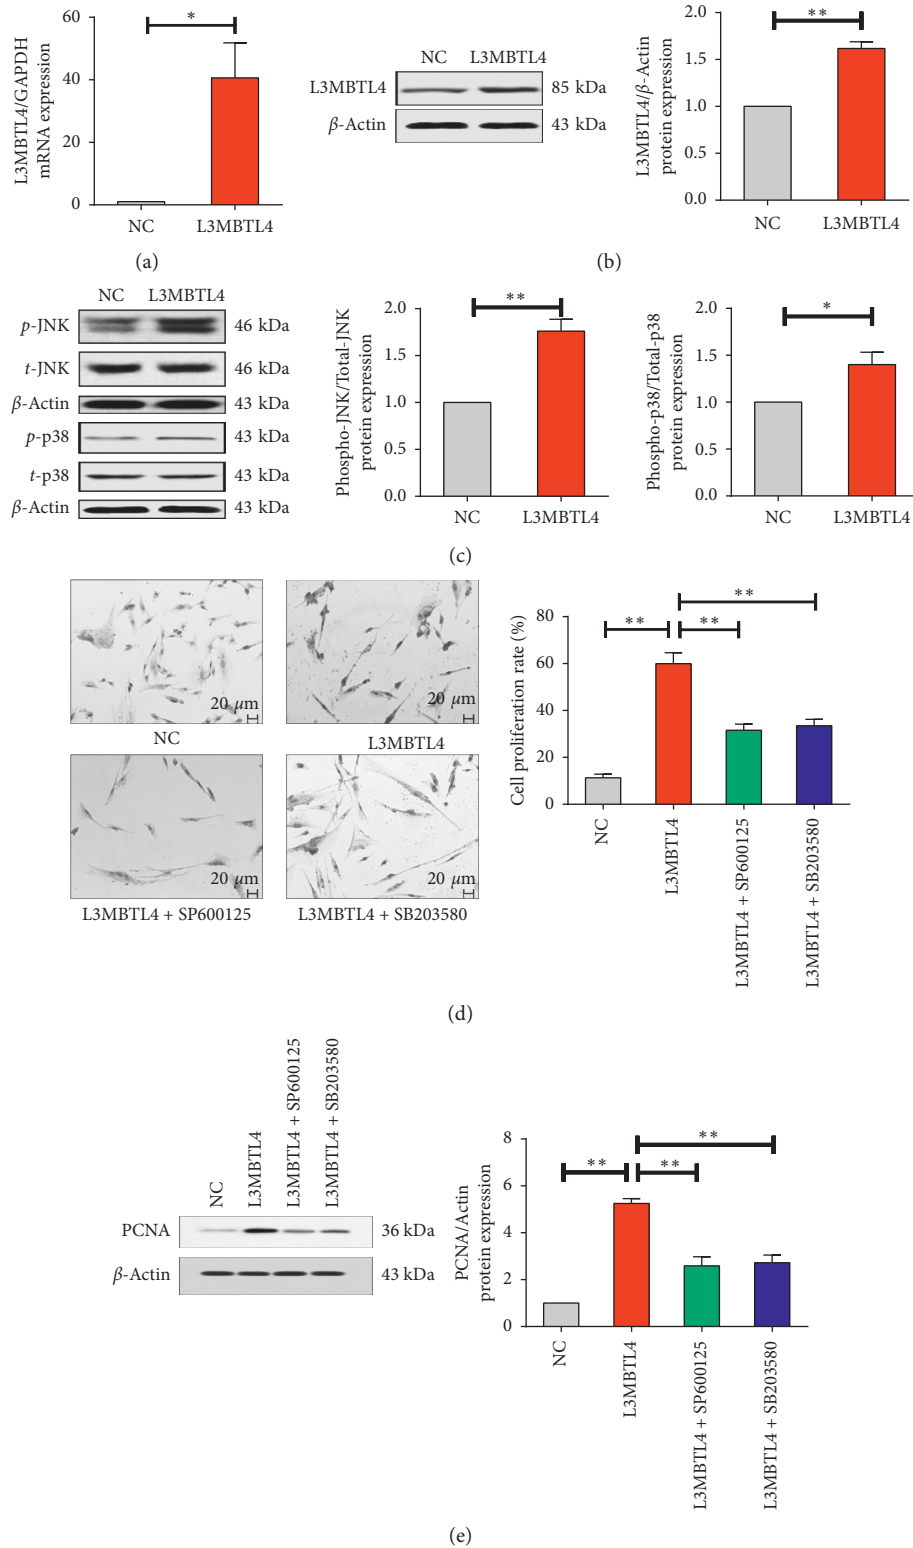 L3MBTL4/GAPDH
mRNA expression
60
40
20
0
*
NC
L3MBTL4
(a)
NC
L3MBTL4
L3MBTL4
85 kDa
β-Actin
43 kDa
L3MBTL4/β-Actin
protein expression
2.0
1.5
1.0
0.5
0.0
**
NC
L3MBTL4
(b)
NC
L3MBTL4
p-JNK
46 kDa
t-JNK
46 kDa
β-Actin
43 kDa
p-p38
43 kDa
t-p38
43 kDa
β-Actin
43 kDa
Phospho-JNK/Total-JNK
protein expression
2.0
1.5
1.0
0.5
0.0
**
NC
L3MBTL4
Phospho-p38/Total-p38
protein expression
2.0
1.5
1.0
0.5
0.0
*
NC
L3MBTL4
(c)
20 μm
NC
20 μm
L3MBTL4
20 μm
L3MBTL4 + SP600125
20 μm
L3MBTL4 + SB203580
Cell proliferation rate (%)
80
60
40
20
0
**
**
**
NC
L3MBTL4
L3MBTL4 + SP600125
L3MBTL4 + SB203580
(d)
NC
L3MBTL4
L3MBTL4 + SP600125
L3MBTL4 + SB203580
PCNA
36 kDa
β-Actin
43 kDa
PCNA/Actin
protein expression
8
6
4
2
0
**
**
**
NC
L3MBTL4
L3MBTL4 + SP600125
L3MBTL4 + SB203580
(e)